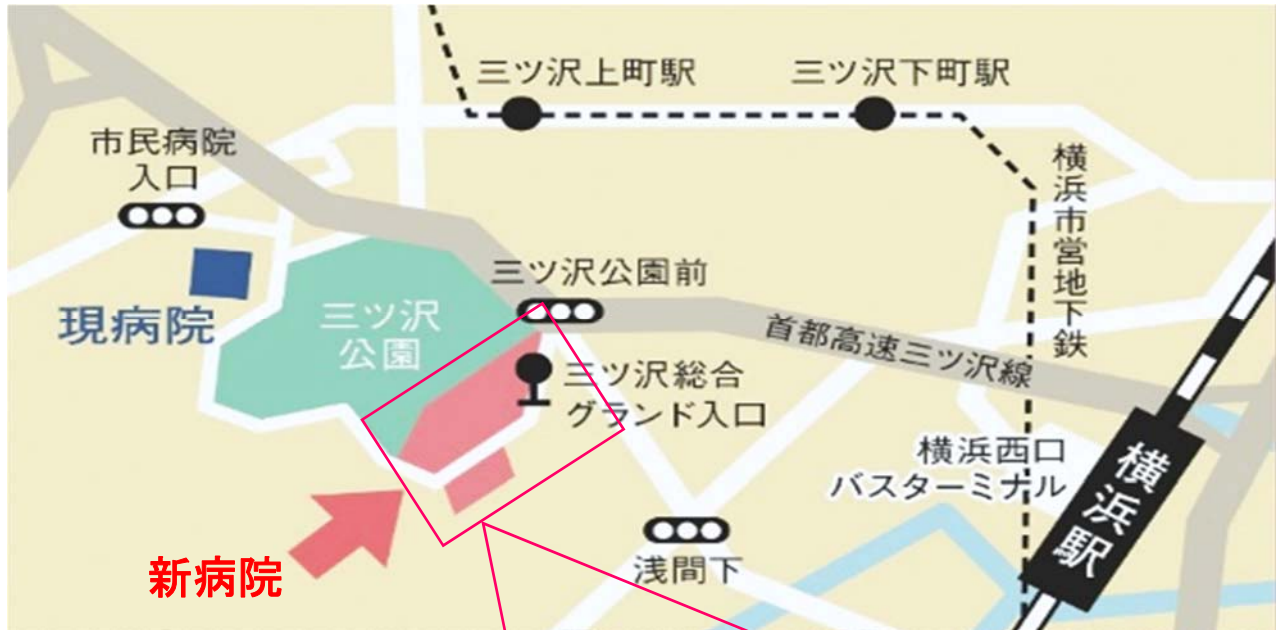 三ツ沢上町駅
三ツ沢下町駅
市民病院
入口
横浜市営地下鉄
三ツ沢公園前
現病院
三ツ沢
公園
首都高速三ツ沢線
三ツ沢総合
グランド入口
横浜西口
バスターミナル
横浜駅
浅間下
新病院